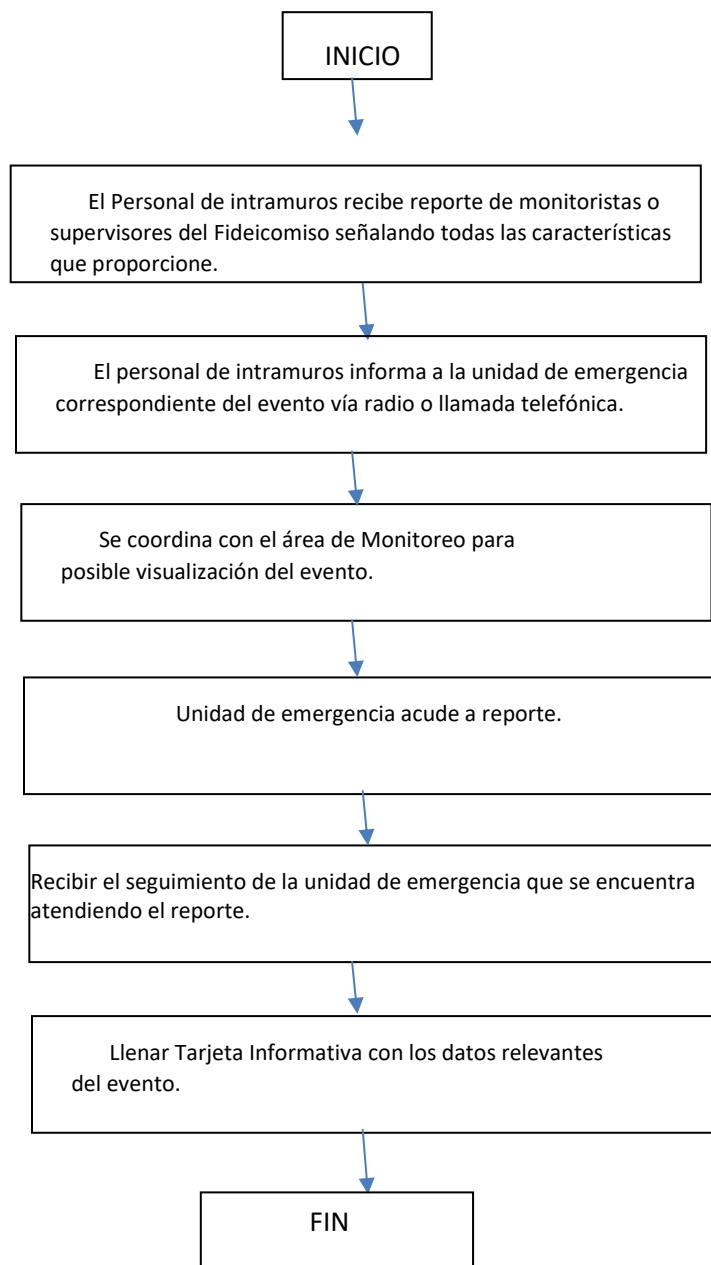 INICIO
El Personal de intramuros recibe reporte de monitoristas o
supervisores del Fideicomiso señalando todas las características
que proporcione.
El personal de intramuros informa a la unidad de emergencia
correspondiente del evento vía radio o llamada telefónica.
Se coordina con el área de Monitoreo para
posible visualización del evento.
Unidad de emergencia acude a reporte.
Recibir el seguimiento de la unidad de emergencia que se encuentra
atendiendo el reporte.
Llenar Tarjeta Informativa con los datos relevantes
del evento.
FIN